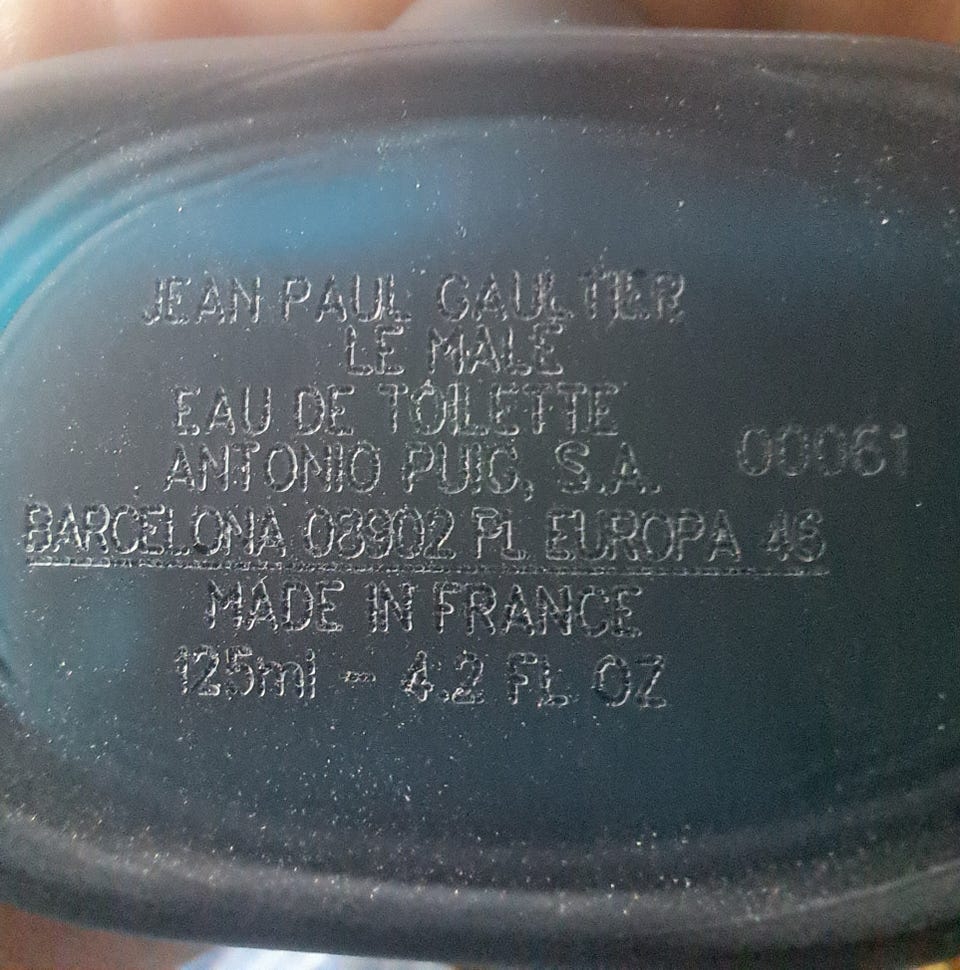 JEAN PAUL GAULTIER
LE MALE
EAU DE TOILETTE
ANTONIO PUIG, S.A.
00061
BARCELONA 08902 PL EUROPA 46
MADE IN FRANCE
125ml - 4.2 FL OZ